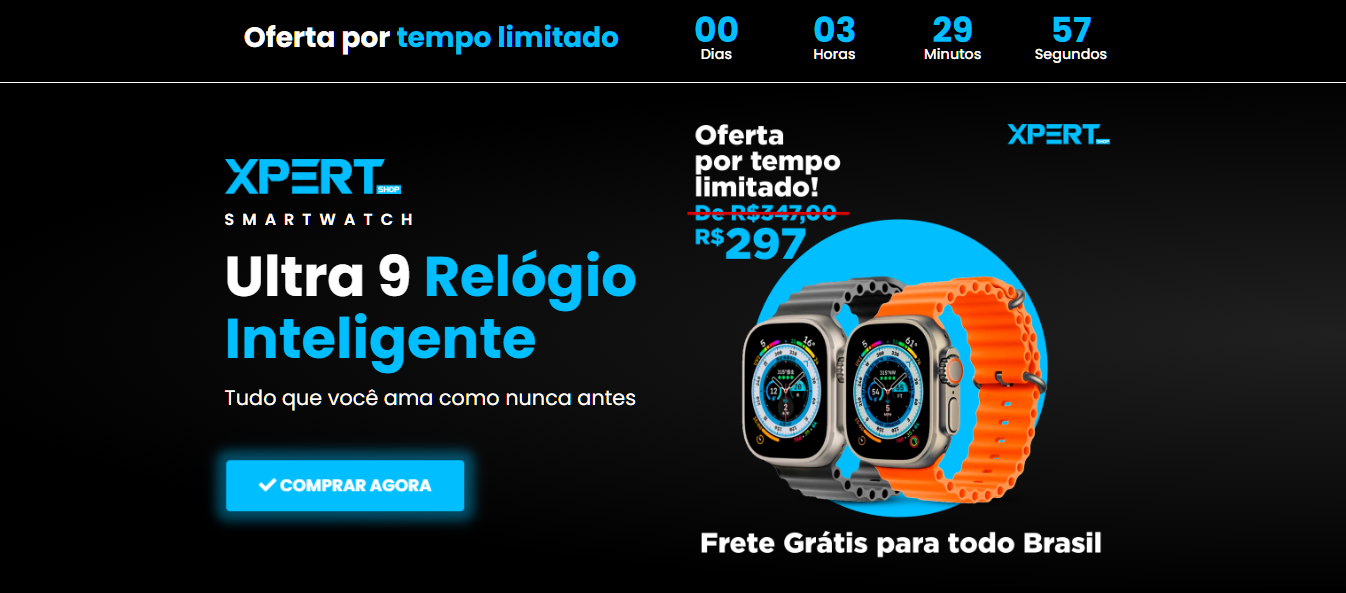 Oferta por tempo limitado
00 03 29 57
Dias Horas Minutos Segundos
XPERT
SHOP
SMARTWATCH
Ultra 9 Relógio
Inteligente
Tudo que você ama como nunca antes
COMPRAR AGORA
Oferta
por tempo
limitado!
De R$347,00
R$297
XPERT
Frete Grátis para todo Brasil